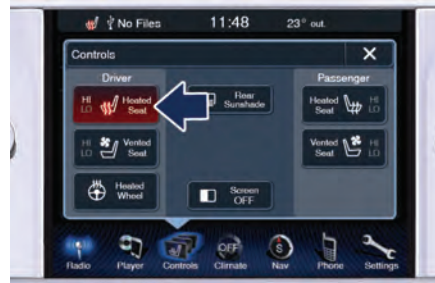 No Files 11:48 23° out.
Controls X
Driver
Passenger
HI
LO
Heated
Seat
Rear
Sunshade
Heated
Seat
HI
LO
HI
LO
Vented
Seat
Vented
Seat
HI
LO
Heated
Wheel
Screen
OFF
OFF
S
Radio Player Controls Climate Nav Phone Settings